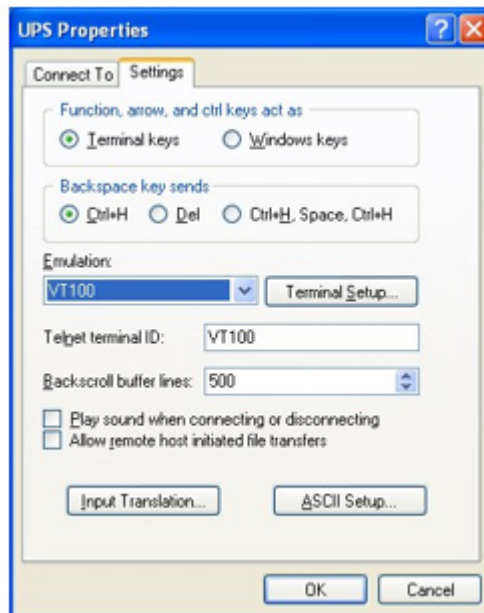 UPS Properties
Connect To Settings
Function, arrow, and ctrl keys act as
Terminal keys Windows keys
Backspace key sends
Ctrl+H Del Ctrl+H, Space, Ctrl+H
Emulation:
VT100 Terminal Setup...
Telnet terminal ID: VT100
Backscroll buffer lines: 500
Play sound when connecting or disconnecting
Allow remote host initiated file transfers
Input Translation... ASCII Setup...
OK Cancel